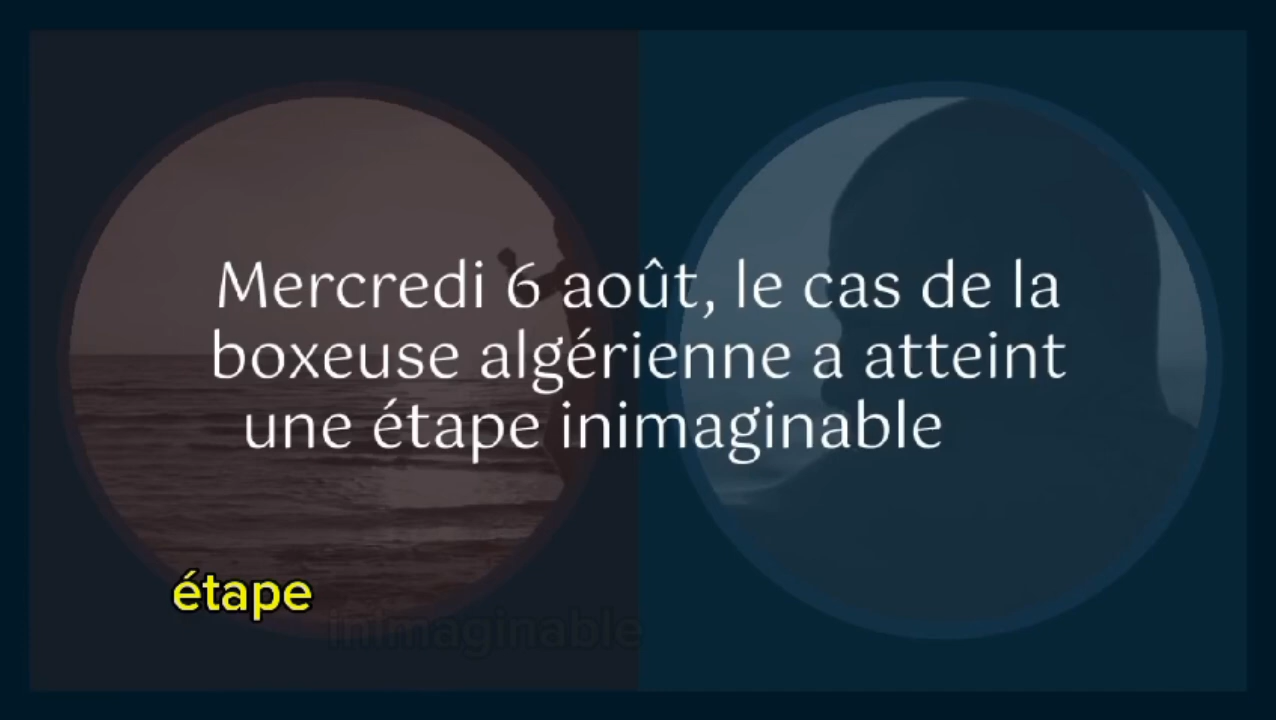 Mercredi 6 août, le cas de la
boxeuse algérienne a atteint
une étape inimaginable
étape
inimaginable